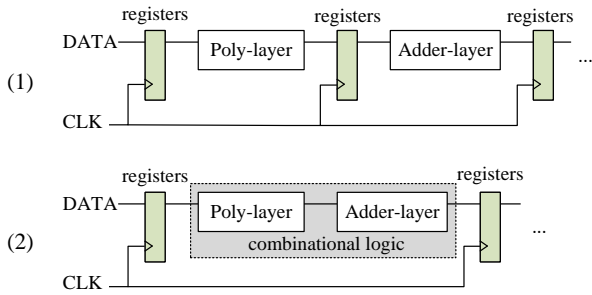 registers registers registers
DATA Poly-layer Adder-layer ...
(1)
CLK
registers registers
DATA Poly-layer Adder-layer ...
(2) combinational logic
CLK